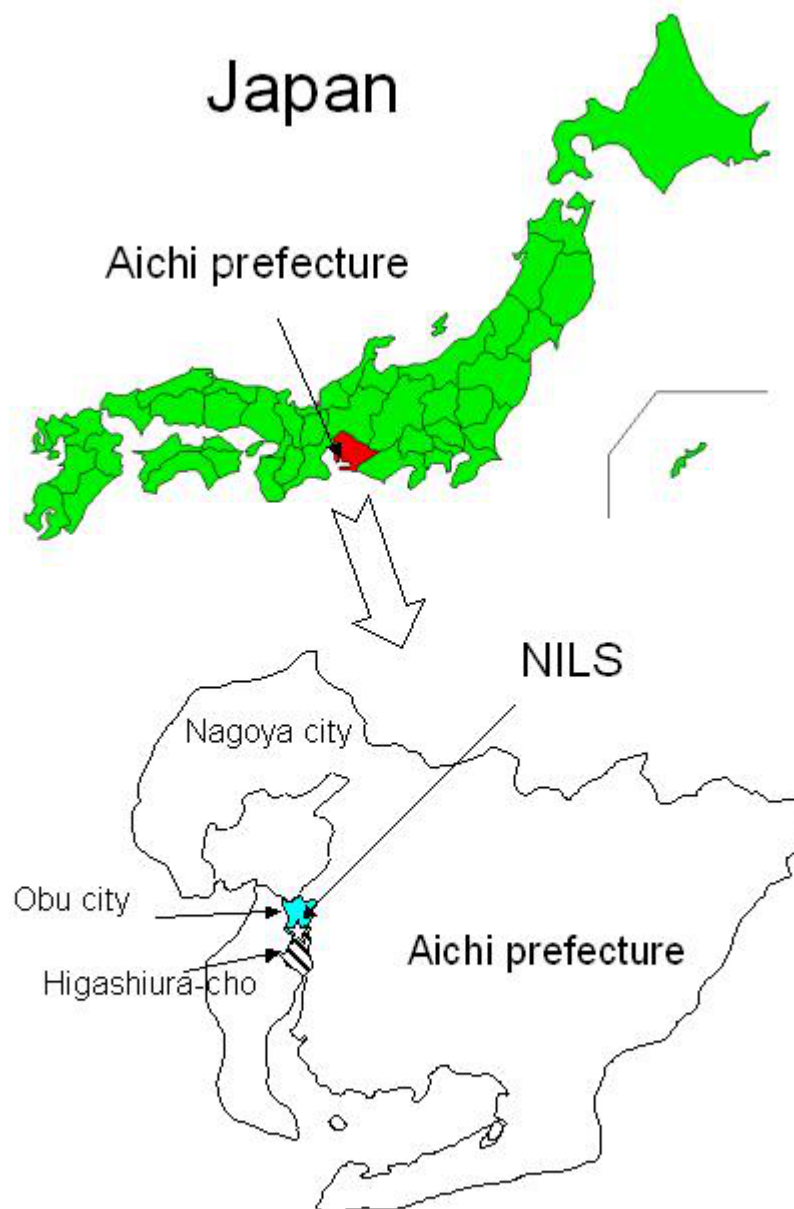 Japan
Aichi prefecture
NILS
Nagoya city
Obu city
Aichi prefecture
Higashiura-cho